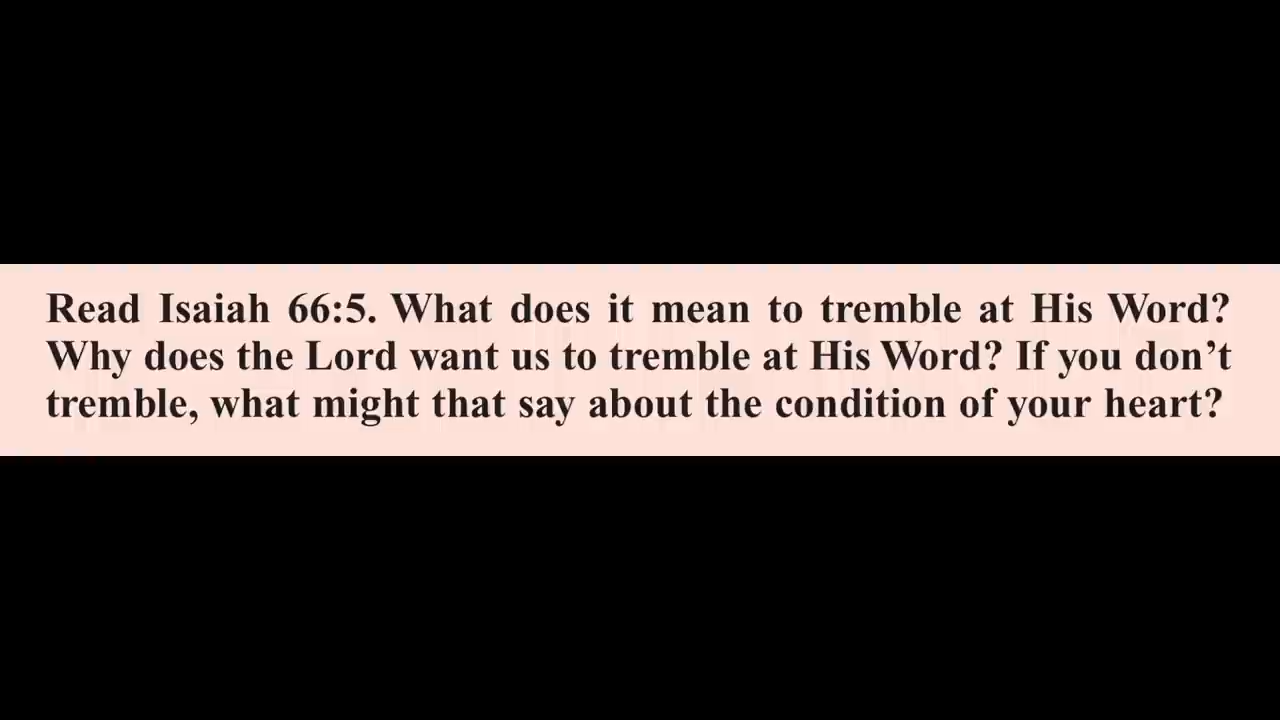 Read Isaiah 66:5. What does it mean to tremble at His Word?
Why does the Lord want us to tremble at His Word? If you don’t
tremble, what might that say about the condition of your heart?